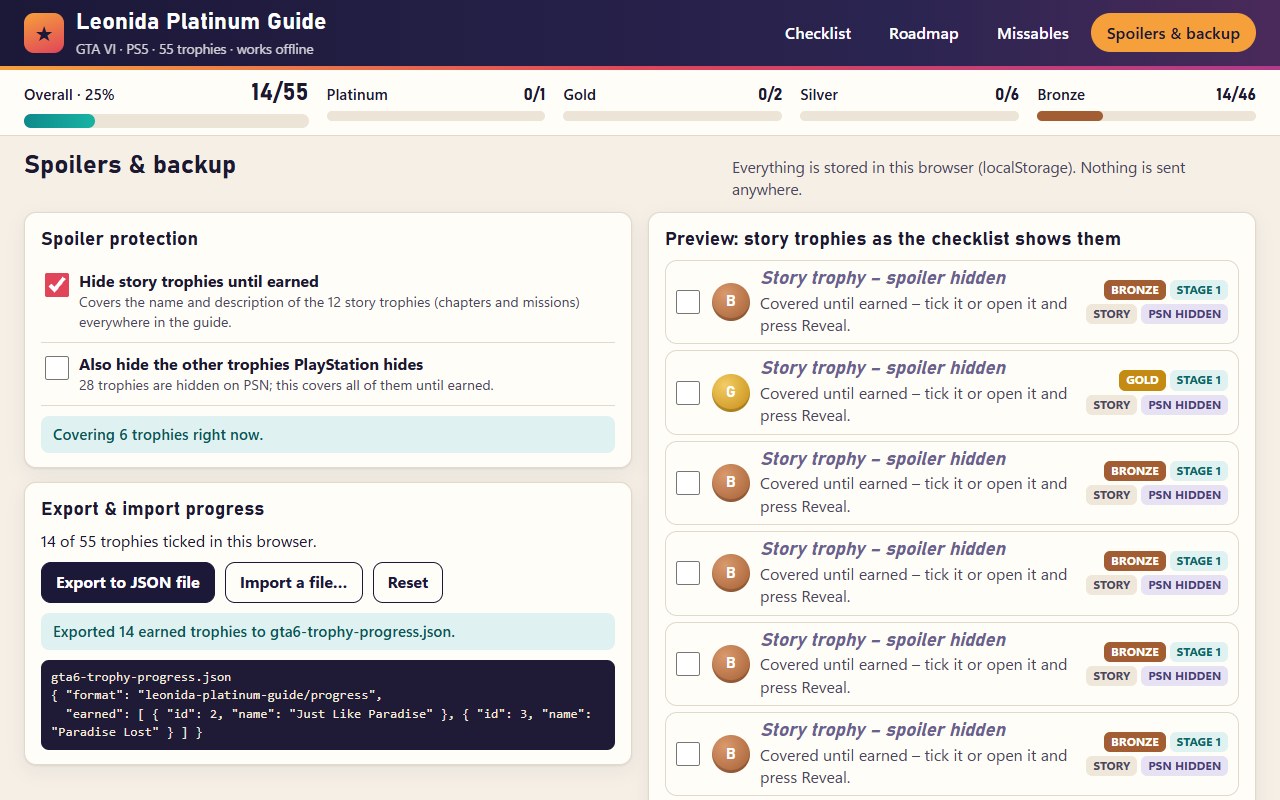 ★
Leonida Platinum Guide
GTA VI · PS5 · 55 trophies · works offline
Checklist
Roadmap
Missables
Spoilers & backup
Overall · 25%
14/55
Platinum
0/1
Gold
0/2
Silver
0/6
Bronze
14/46
Spoilers & backup
Everything is stored in this browser (localStorage). Nothing is sent
anywhere.
Spoiler protection
Hide story trophies until earned
Covers the name and description of the 12 story trophies (chapters and missions)
everywhere in the guide.
Also hide the other trophies PlayStation hides
28 trophies are hidden on PSN; this covers all of them until earned.
Covering 6 trophies right now.
Export & import progress
14 of 55 trophies ticked in this browser.
Export to JSON file
Import a file...
Reset
Exported 14 earned trophies to gta6-trophy-progress.json.
gta6-trophy-progress.json
{ "format": "leonida-platinum-guide/progress",
"earned": [ { "id": 2, "name": "Just Like Paradise" }, { "id": 3, "name":
"Paradise Lost" } ] }
Preview: story trophies as the checklist shows them
B
Story trophy – spoiler hidden
Covered until earned – tick it or open it and
press Reveal.
BRONZE
STAGE 1
STORY
PSN HIDDEN
G
Story trophy – spoiler hidden
Covered until earned – tick it or open it and
press Reveal.
GOLD
STAGE 1
STORY
PSN HIDDEN
B
Story trophy – spoiler hidden
Covered until earned – tick it or open it and
press Reveal.
BRONZE
STAGE 1
STORY
PSN HIDDEN
B
Story trophy – spoiler hidden
Covered until earned – tick it or open it and
press Reveal.
BRONZE
STAGE 1
STORY
PSN HIDDEN
B
Story trophy – spoiler hidden
Covered until earned – tick it or open it and
press Reveal.
BRONZE
STAGE 1
STORY
PSN HIDDEN
B
Story trophy – spoiler hidden
Covered until earned – tick it or open it and
press Reveal.
BRONZE
STAGE 1
STORY
PSN HIDDEN